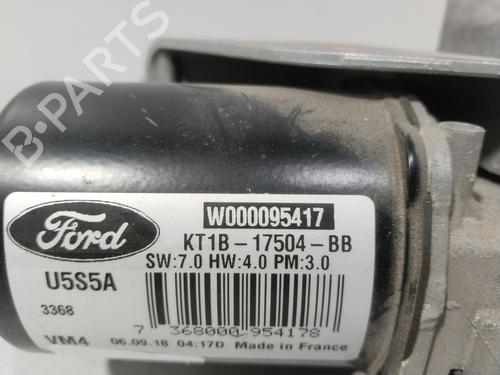 B-PARTS
W000095417
Ford
KT1B-17504-BB
U5S5A
SW:7.0 HW:4.0 PM:3.0
3368
7 368000 954178
VM4 06.09.18 04:17D Made in France